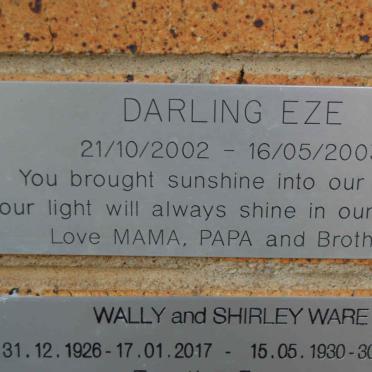 DARLING EZE
21/10/2002 - 16/05/2003
You brought sunshine into our
our light will always shine in our
Love MAMA, PAPA and Broth
WALLY and SHIRLEY WARE
31.12.1926 - 17.01.2017 - 15.05.1930 - 30